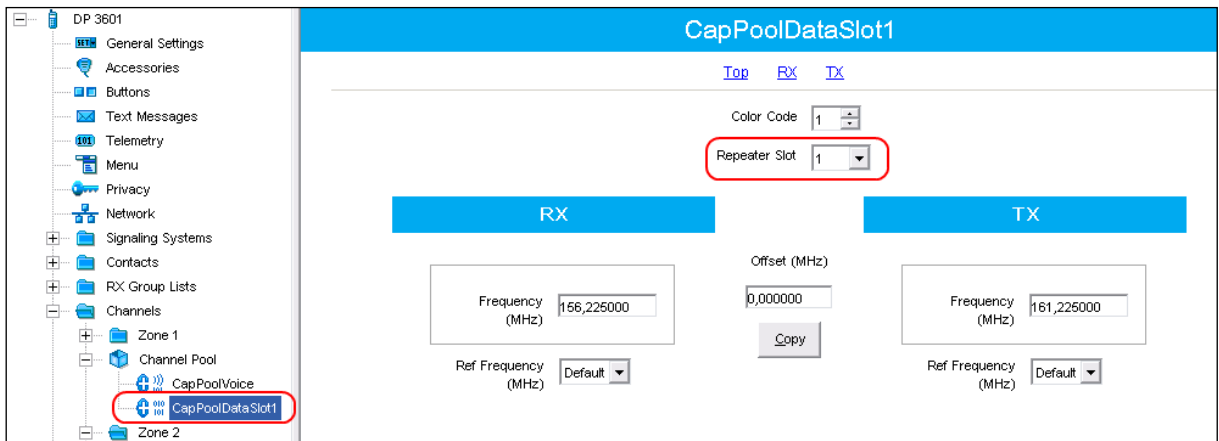 DP 3601
General Settings
Accessories
Buttons
Text Messages
Telemetry
Menu
Privacy
Network
Signaling Systems
Contacts
RX Group Lists
Channels
Zone 1
Channel Pool
CapPoolVoice
CapPoolDataSlot1
Zone 2
CapPoolDataSlot1
Top RX TX
Color Code 1
Repeater Slot 1
RX
Frequency (MHz) 156,225000
Ref Frequency (MHz) Default
Offset (MHz)
0,000000
Copy
TX
Frequency (MHz) 161,225000
Ref Frequency (MHz) Default